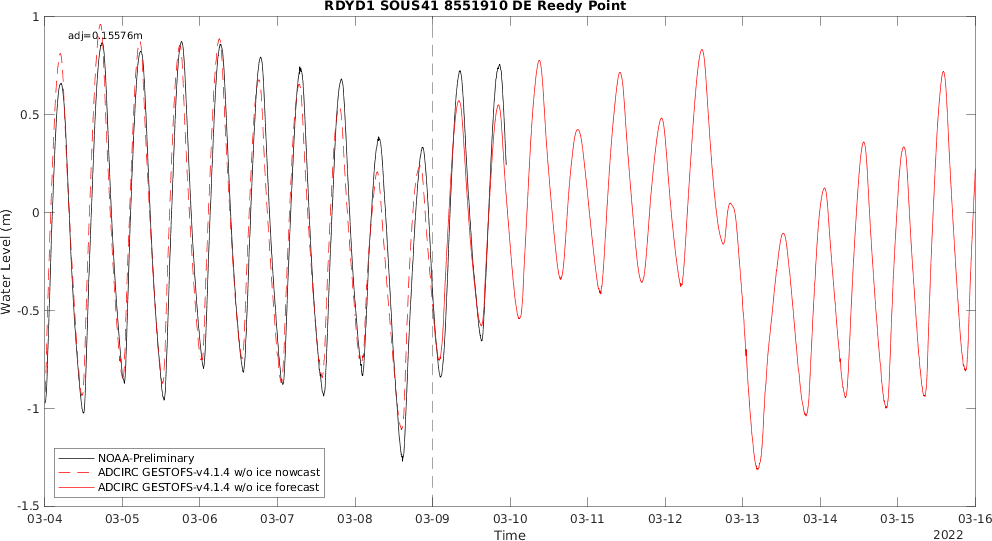 RDYD1 SOUS41 8551910 DE Reedy Point
adj=0.15576m
Water Level (m)
1
0.5
0
-0.5
-1
-1.5
NOAA-Preliminary
ADCIRC GESTOFS-v4.1.4 w/o ice nowcast
ADCIRC GESTOFS-v4.1.4 w/o ice forecast
03-04 03-05 03-06 03-07 03-08 03-09 03-10 03-11 03-12 03-13 03-14 03-15 03-16
Time
2022